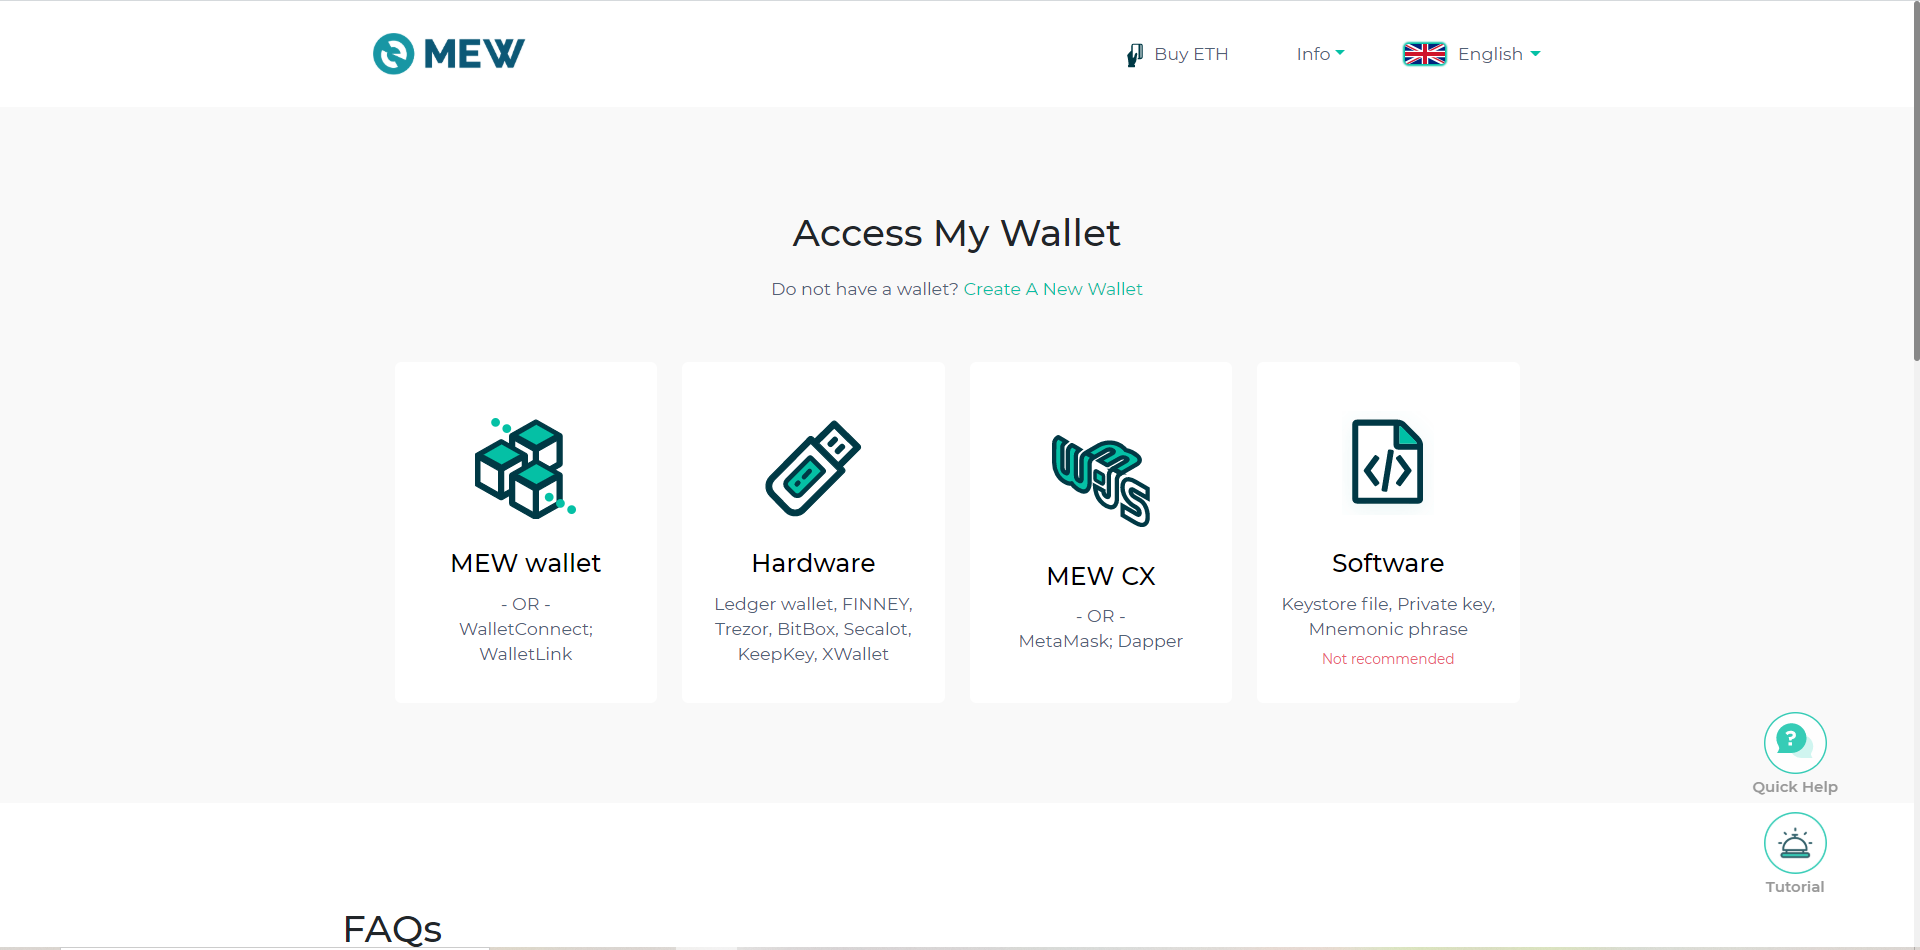 MEW
Buy ETH
Info
English
Access My Wallet
Do not have a wallet? Create A New Wallet
MEW wallet
- OR -
WalletConnect;
WalletLink
Hardware
Ledger wallet, FINNEY,
Trezor, BitBox, Secalot,
KeepKey, XWallet
W3JS
MEW CX
- OR -
MetaMask; Dapper
</>
Software
Keystore file, Private key,
Mnemonic phrase
Not recommended
?
Quick Help
Tutorial
FAQs